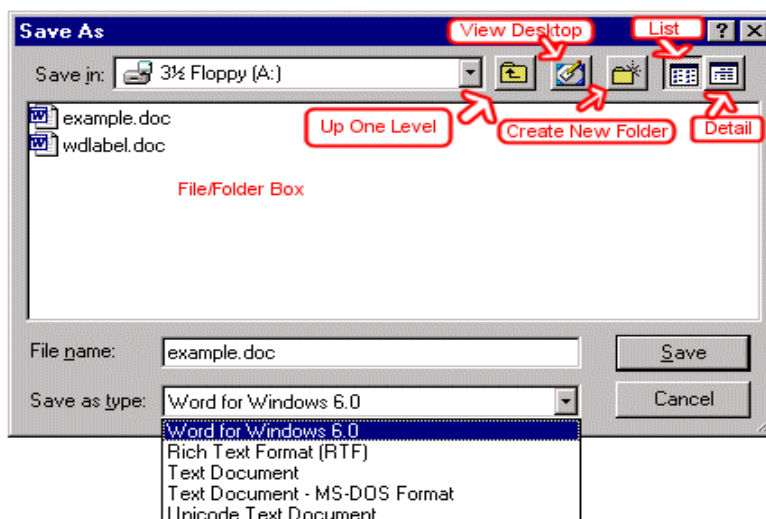 View Desktop
List
Save As
Save in: 3½ Floppy (A:)
example.doc
wdlabel.doc
Up One Level
Create New Folder
Detail
File/Folder Box
File name: example.doc
Save
Save as type: Word for Windows 6.0
Cancel
Word for Windows 6.0
Rich Text Format (RTF)
Text Document
Text Document - MS-DOS Format
Unicode Text Document